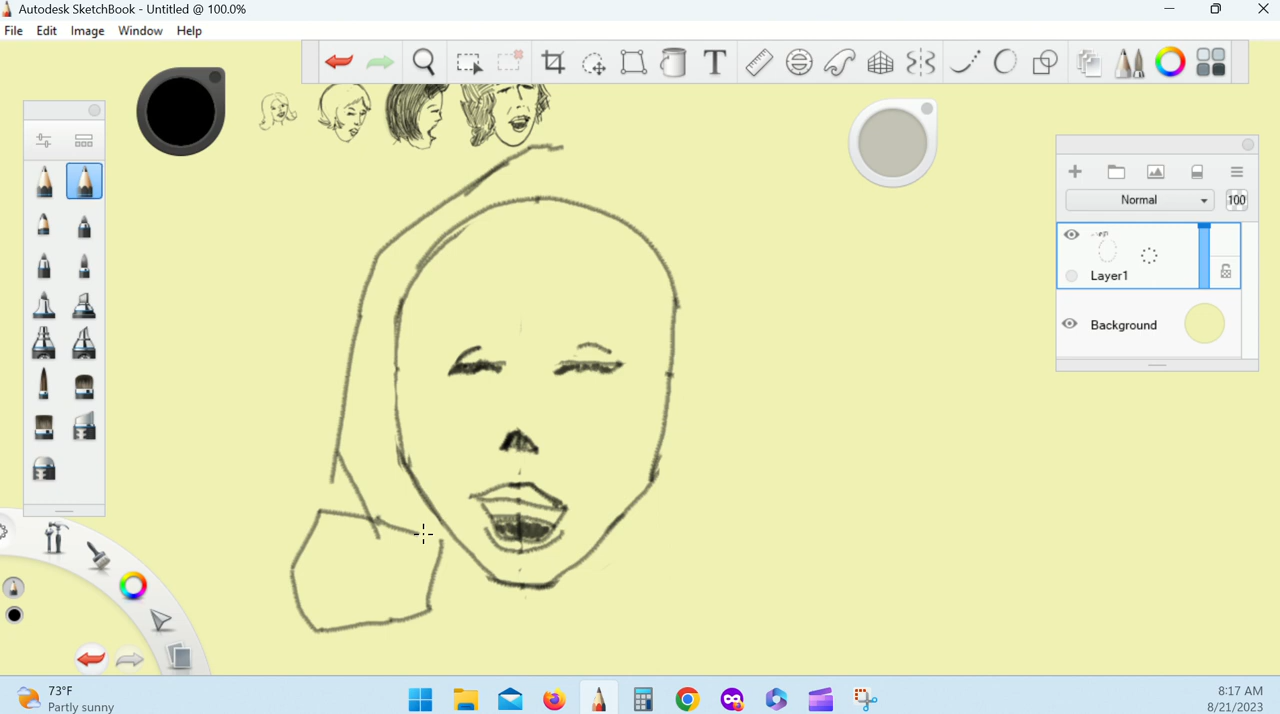 Autodesk SketchBook - Untitled @ 100.0%
File Edit Image Window Help
T
Normal 100
Layer1
Background
73°F
Partly sunny
8:17 AM
8/21/2023